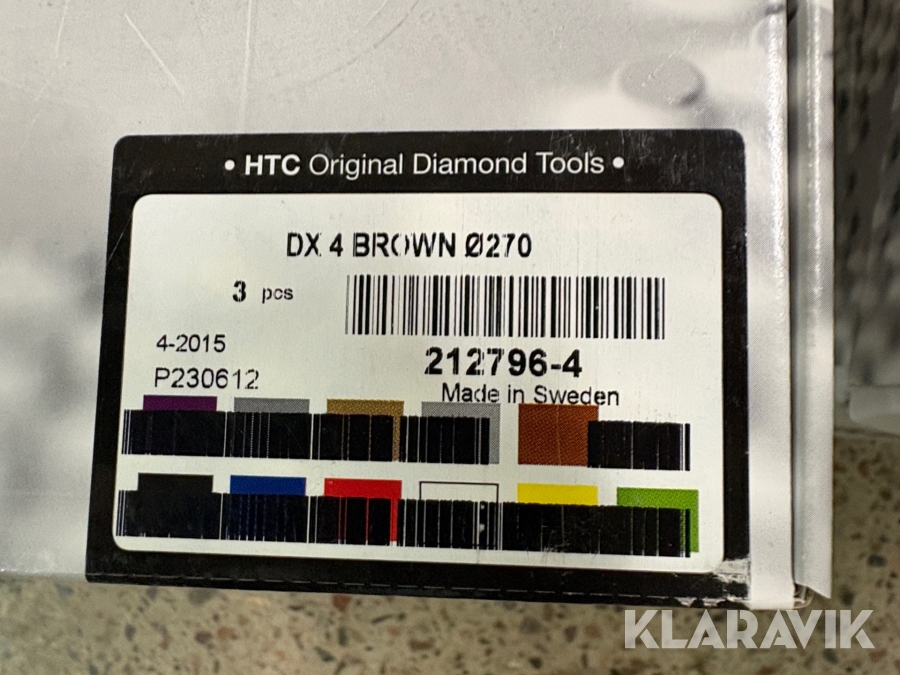 • HTC Original Diamond Tools •
DX 4 BROWN Ø270
3 pcs
4-2015
212796-4
P230612
Made in Sweden
KLARAVIK